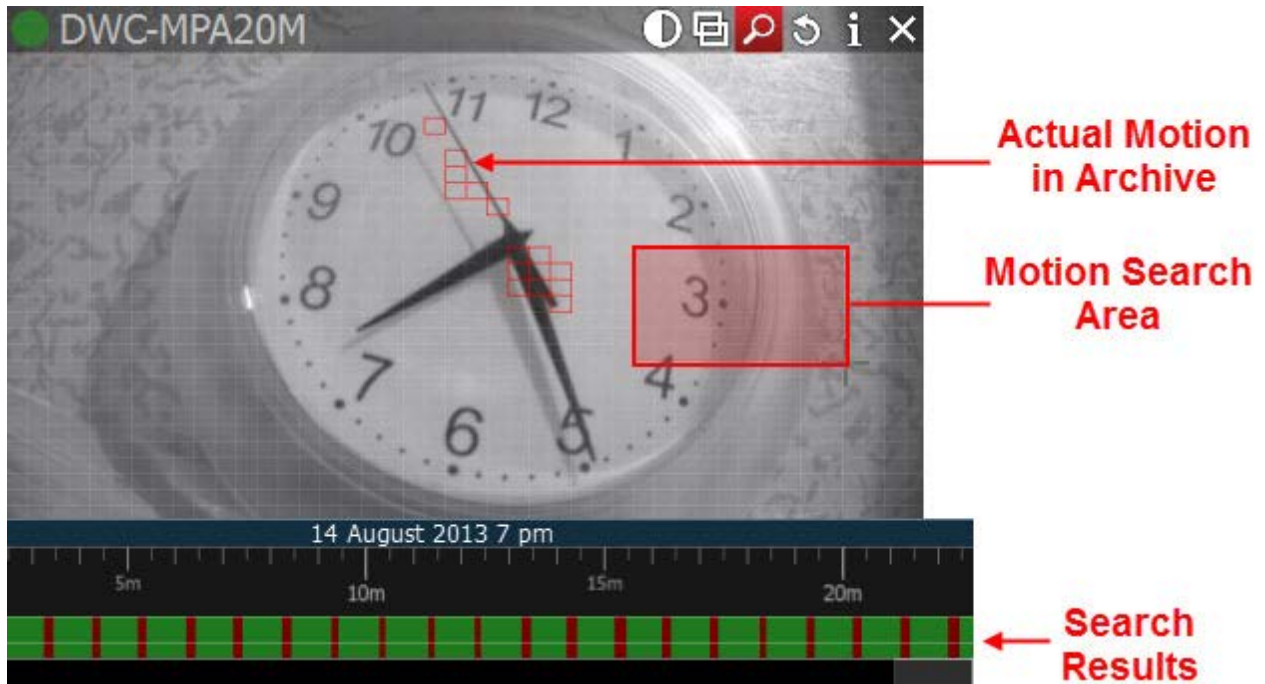 DWC-MPA20M
11 12
10 1
9 2
8 3
7 4
6 5
Actual Motion
in Archive
Motion Search
Area
14 August 2013 7 pm
5m 10m 15m 20m
Search
Results